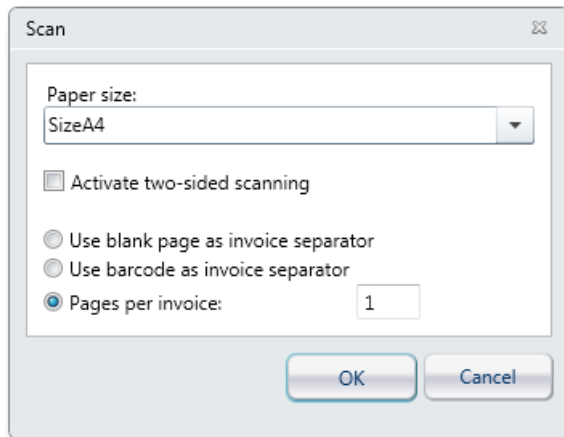 Scan
Paper size:
SizeA4
Activate two-sided scanning
Use blank page as invoice separator
Use barcode as invoice separator
Pages per invoice: 1
OK Cancel